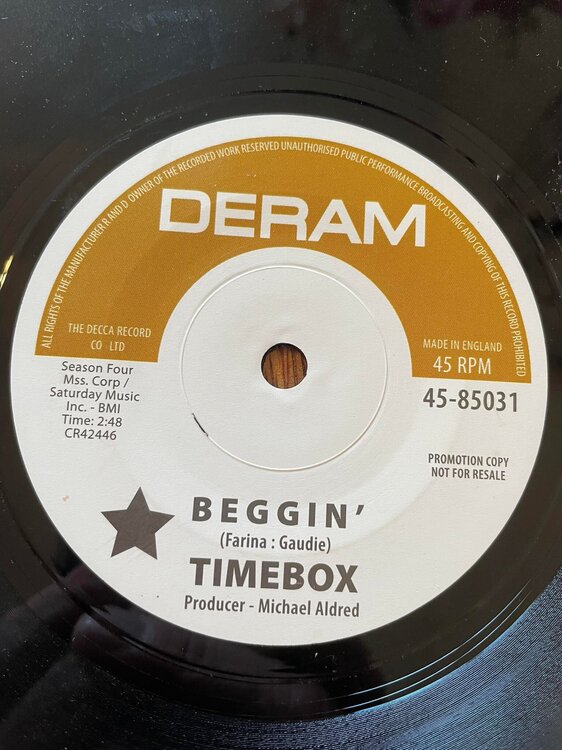 ALL RIGHTS OF THE MANUFACTURER R AND D OWNER OF THE RECORDED WORK RESERVED UNAUTHORISED PUBLIC PERFORMANCE BROADCASTING AND COPYING OF THIS RECORD PROHIBITED
DERAM
THE DECCA RECORD
CO LTD
MADE IN ENGLAND
45 RPM
Season Four
Mss. Corp /
Saturday Music
Inc. - BMI
Time: 2:48
CR42446
45-85031
PROMOTION COPY
NOT FOR RESALE
BEGGIN’
(Farina : Gaudie)
TIMEBOX
Producer - Michael Aldred